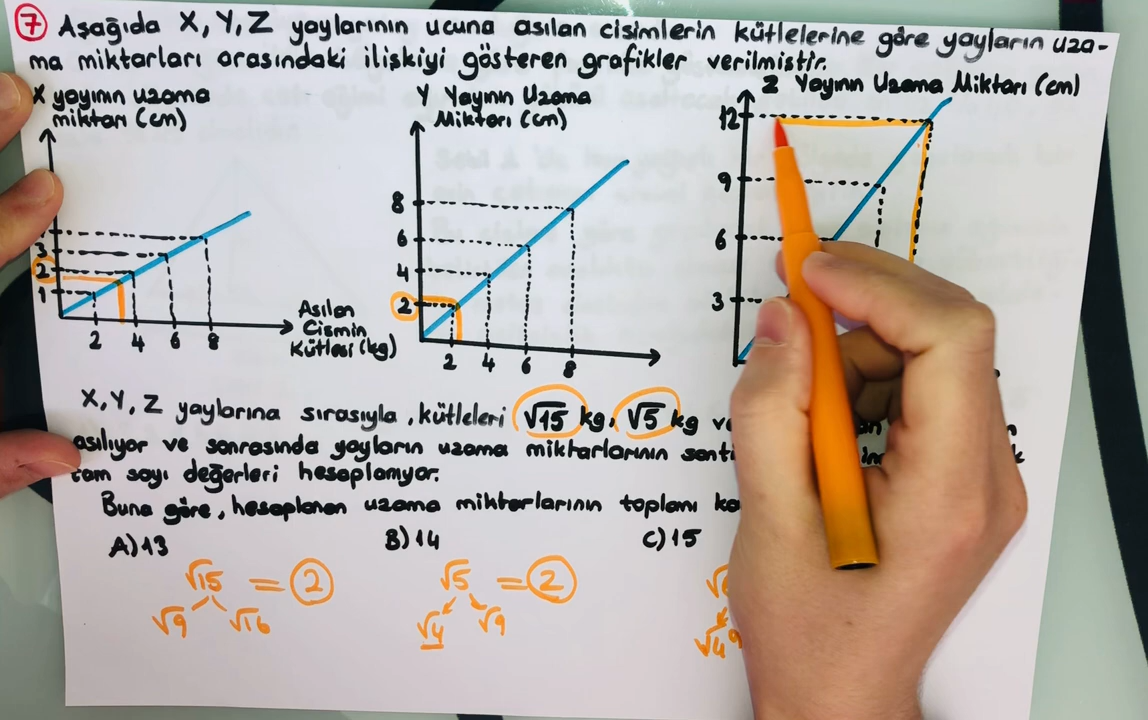 7 Aşağıda X, Y, Z yaylarının ucuna asılan cisimlerin kütlelerine göre yayların uza-
ma miktarları arasındaki ilişkiyi gösteren grafikler verilmiştir.
X yayının uzama
miktarı (cm)
3
2
1
2 4 6 8
Asılan
Cismin
Kütlesi (kg)
Y Yayının Uzama
Miktarı (cm)
8
6
4
2
2 4 6 8
Z Yayının Uzama Miktarı (cm)
12
9
6
3
X, Y, Z yaylarına sırasıyla, kütleleri √15 kg, √5 kg
asılıyor ve sonrasında yayların uzama miktarlarının
tam sayı değerleri hesaplanıyor.
Buna göre, hesaplanan uzama miktarlarının toplamı
A) 13 B) 14 C) 15
√15 = 2
√9 √16
√5 = 2
√4 √9